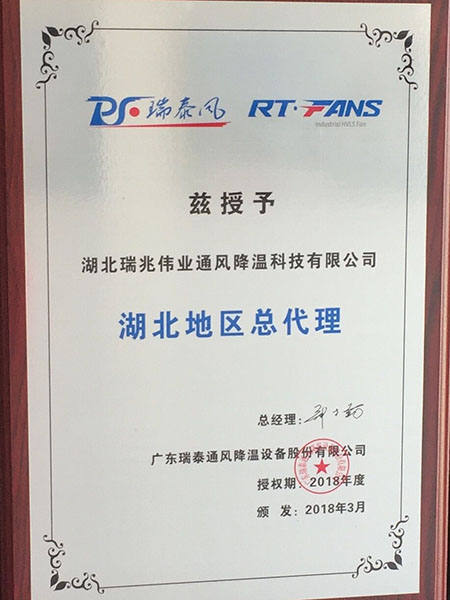 瑞泰风 RT·FANS
Industrial HVLS Fan
兹授予
湖北瑞兆伟业通风降温科技有限公司
湖北地区总代理
总经理：
广东瑞泰通风降温设备股份有限公司
授权期：2018年度
颁 发：2018年3月